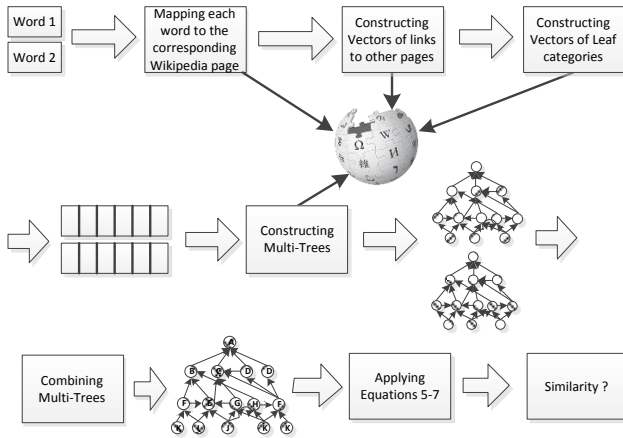 Word 1
Word 2
Mapping each
word to the
corresponding
Wikipedia page
Constructing
Vectors of links
to other pages
Constructing
Vectors of Leaf
categories
Ω
W
И
Constructing
Multi-Trees
Combining
Multi-Trees
A
B
D
D
F
G
H
F
J
K
K
Applying
Equations 5-7
Similarity ?